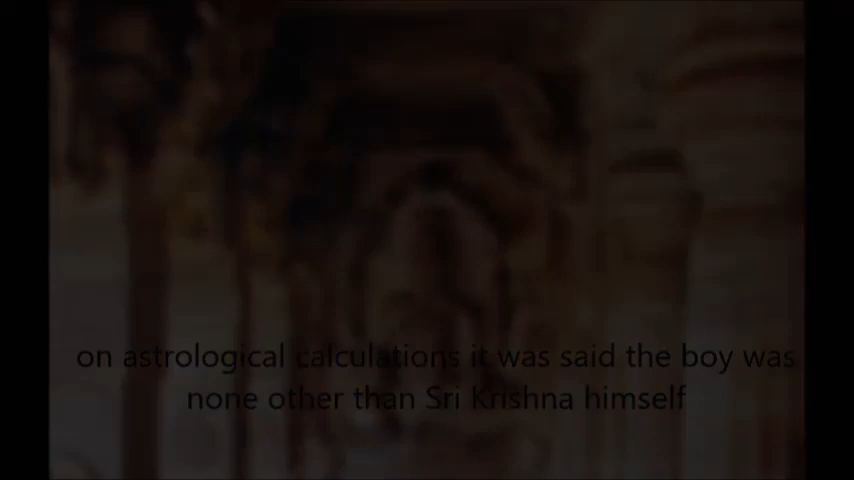 on astrological calculations it was said the boy was
none other than Sri Krishna himself